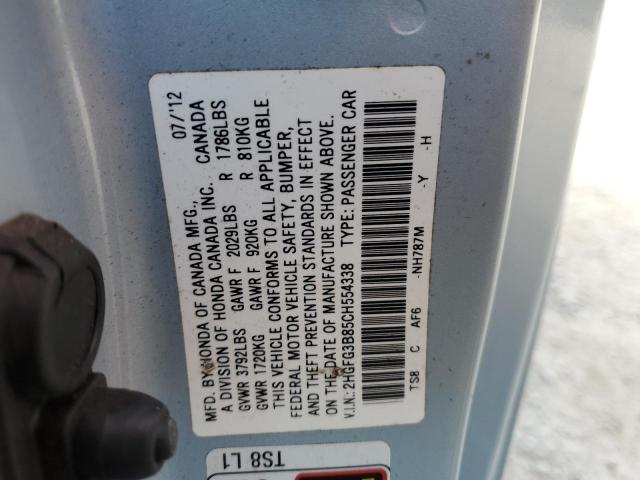 MFD. BY HONDA OF CANADA MFG., 07/'12
A DIVISION OF HONDA CANADA INC. CANADA
GVWR 3792LBS GAWR F 2029LBS R 1786LBS
GVWR 1720KG GAWR F 920KG R 810KG
THIS VEHICLE CONFORMS TO ALL APPLICABLE
FEDERAL MOTOR VEHICLE SAFETY, BUMPER,
AND THEFT PREVENTION STANDARDS IN EFFECT
ON THE DATE OF MANUFACTURE SHOWN ABOVE.
V.I.N.: 2HGFG3B85CH554338 TYPE: PASSENGER CAR
TS8 C AF6 -NH787M -Y -H
TS8 L1